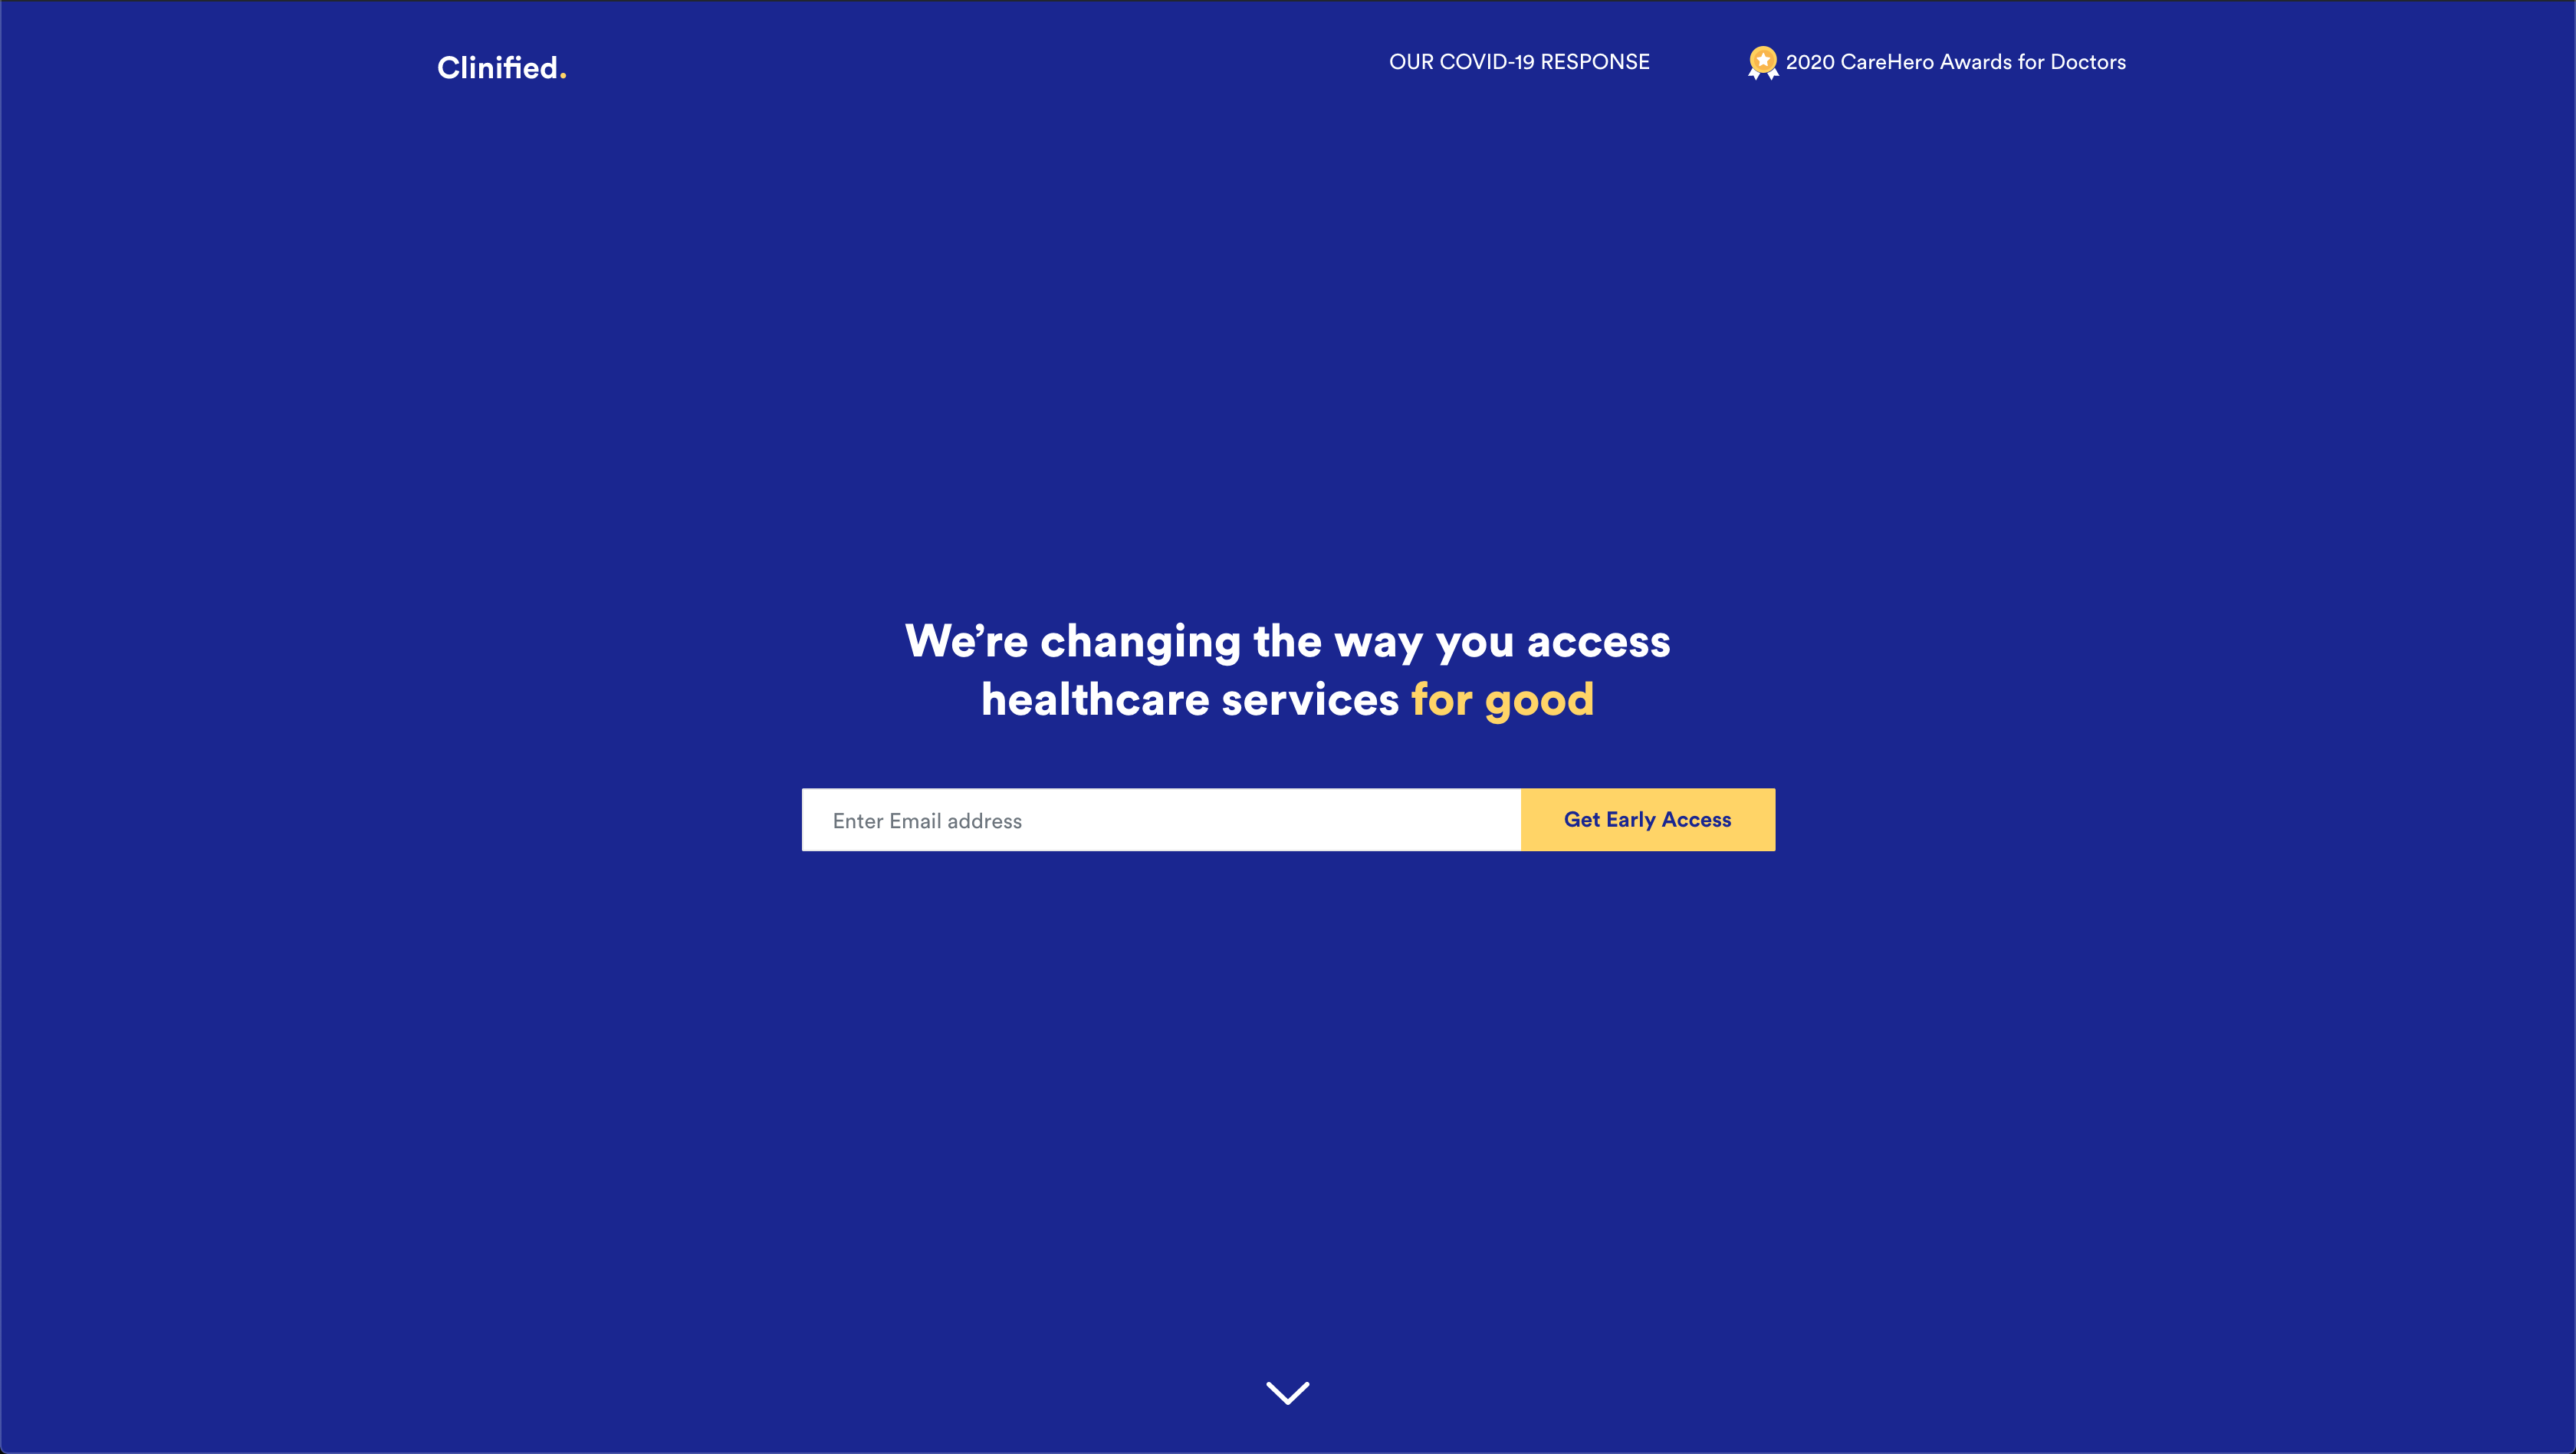 Clinified.
OUR COVID-19 RESPONSE
2020 CareHero Awards for Doctors
We’re changing the way you access
healthcare services for good
Enter Email address
Get Early Access